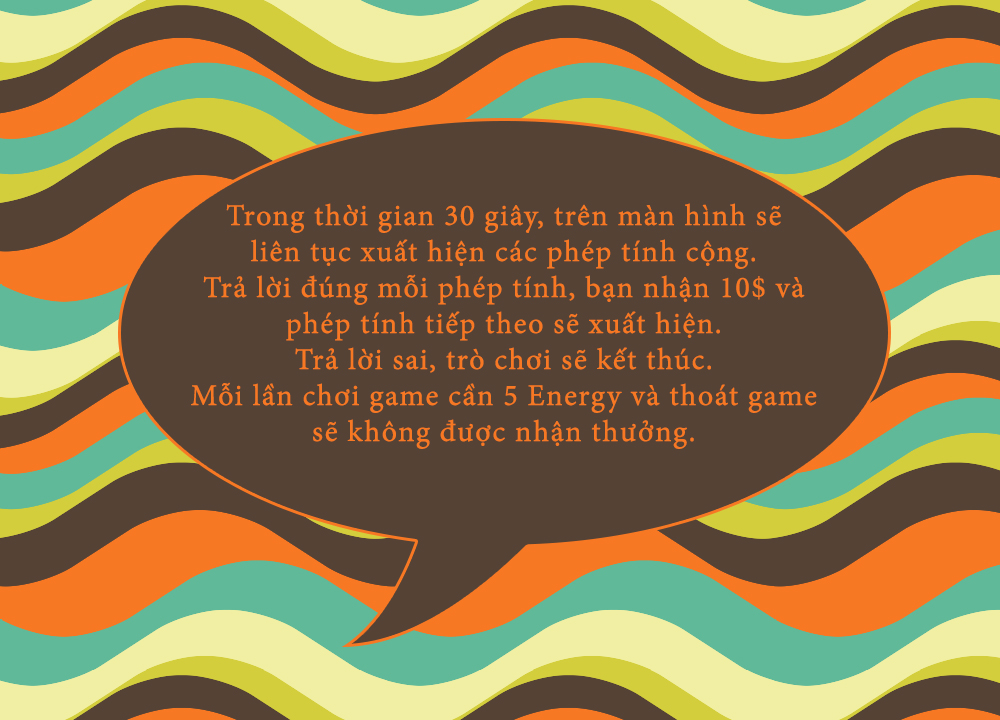 Trong thời gian 30 giây, trên màn hình sẽ
liên tục xuất hiện các phép tính cộng.
Trả lời đúng mỗi phép tính, bạn nhận 10$ và
phép tính tiếp theo sẽ xuất hiện.
Trả lời sai, trò chơi sẽ kết thúc.
Mỗi lần chơi game cần 5 Energy và thoát game
sẽ không được nhận thưởng.